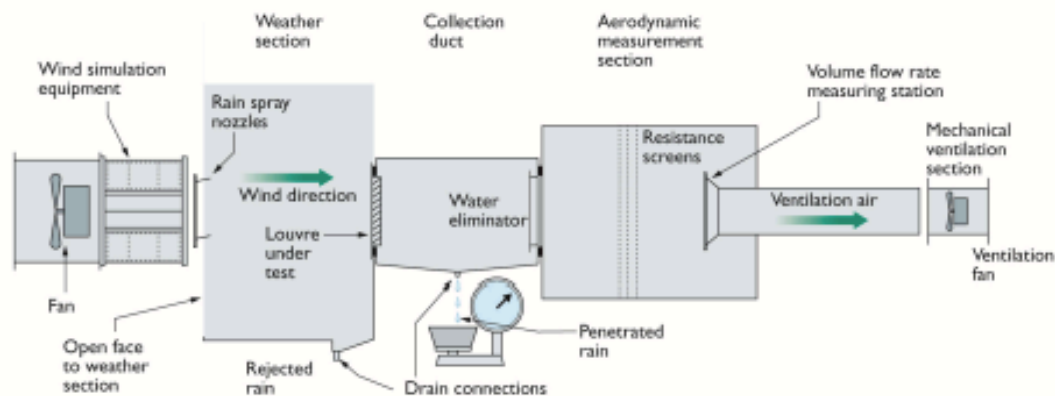 Weather
section
Collection
duct
Aerodynamic
measurement
section
Wind simulation
equipment
Rain spray
nozzles
Volume flow rate
measuring station
Resistance
screens
Mechanical
ventilation
section
Wind direction
Water
eliminator
Ventilation air
Louvre
under
test
Ventilation
fan
Fan
Open face
to weather
section
Rejected
rain
Drain connections
Penetrated
rain